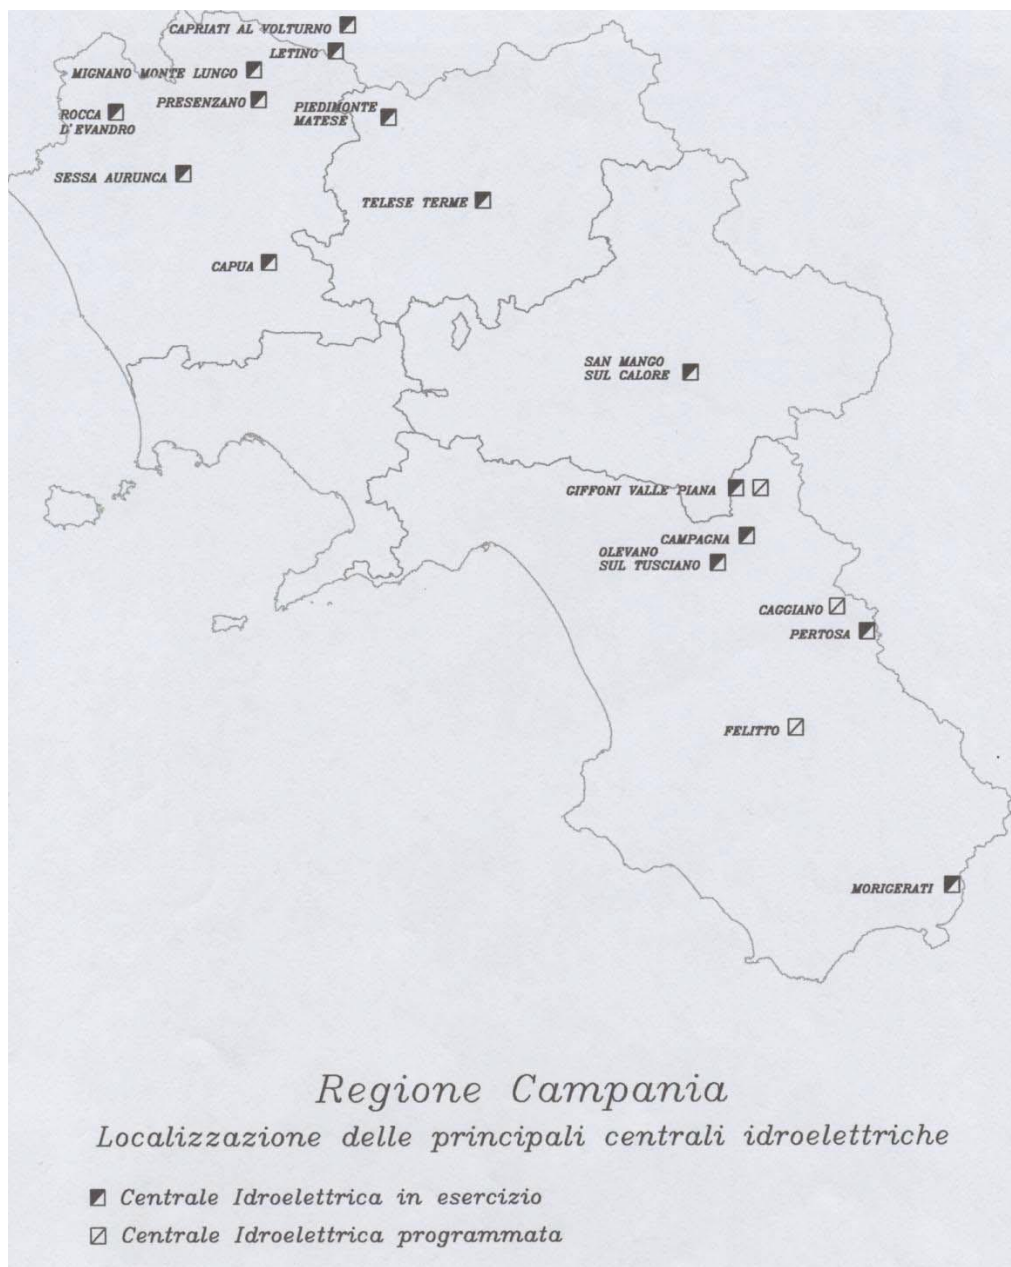 CAPRIATI AL VOLTURNO
LETINO
MIGNANO MONTE LUNGO
PRESENZANO
PIEDIMONTE
MATESE
ROCCA
D'EVANDRO
SESSA AURUNCA
TELESE TERME
CAPUA
SAN MANGO
SUL CALORE
GIFFONI VALLE PIANA
CAMPAGNA
OLEVANO
SUL TUSCIANO
CAGGIANO
PERTOSA
FELITTO
MORIGERATI
Regione Campania
Localizzazione delle principali centrali idroelettriche
Centrale Idroelettrica in esercizio
Centrale Idroelettrica programmata